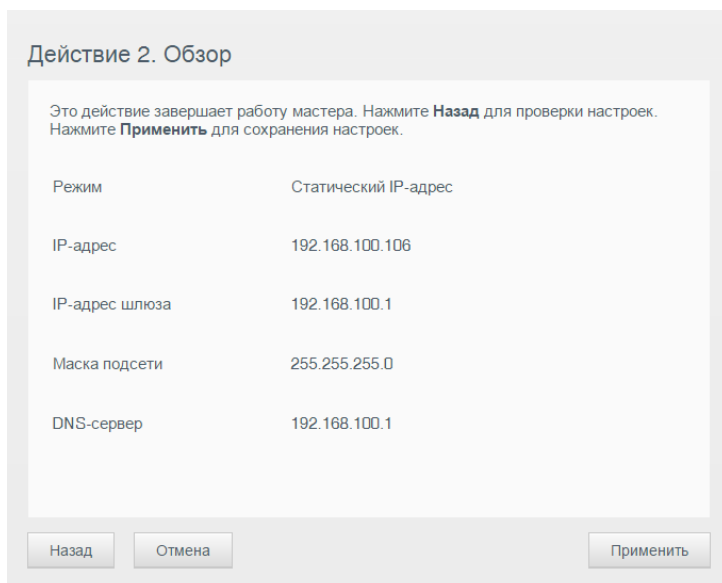 Действие 2. Обзор
Это действие завершает работу мастера. Нажмите Назад для проверки настроек.
Нажмите Применить для сохранения настроек.
Режим Статический IP-адрес
IP-адрес 192.168.100.106
IP-адрес шлюза 192.168.100.1
Маска подсети 255.255.255.0
DNS-сервер 192.168.100.1
Назад Отмена Применить